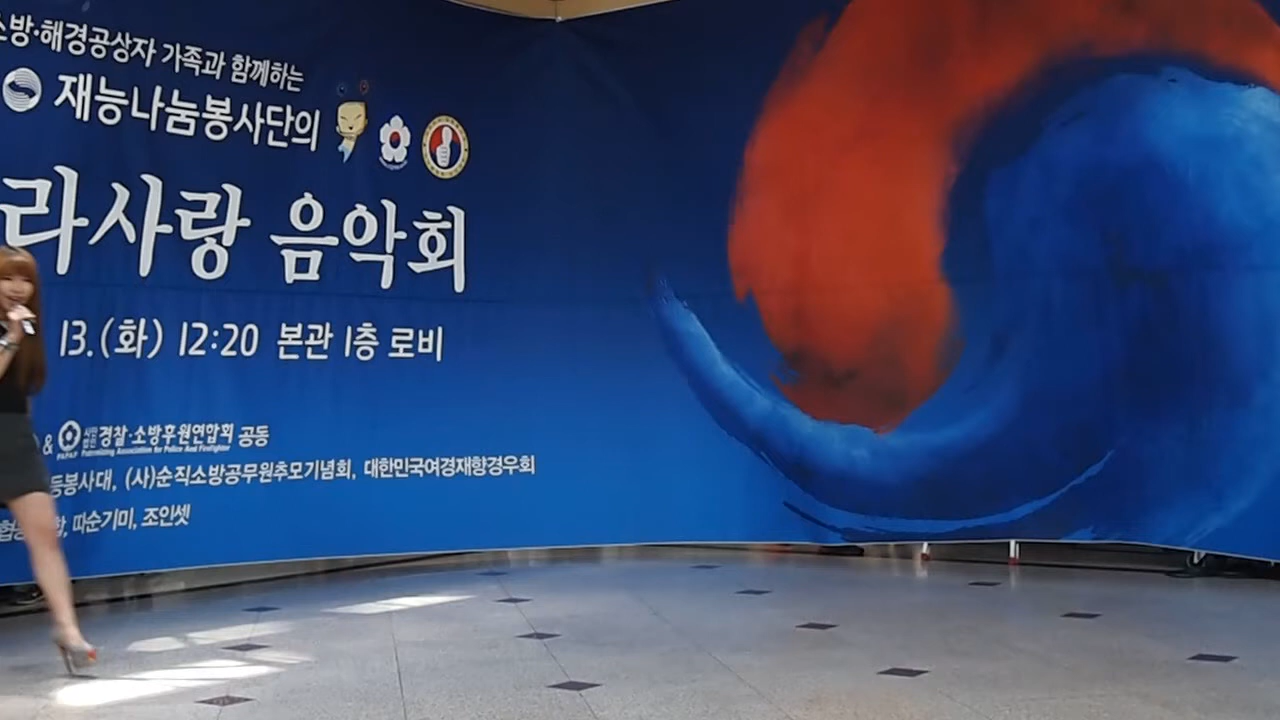 소방·해경공상자 가족과 함께하는
재능나눔봉사단의
라사랑 음악회
13.(화) 12:20 본관 1층 로비
& 사단법인 경찰·소방후원연합회 공동
PAPAF Patronizing Association for Police And Firefighter
등봉사대, (사)순직소방공무원추모기념회, 대한민국여경재향경우회
따순기미, 조인셋